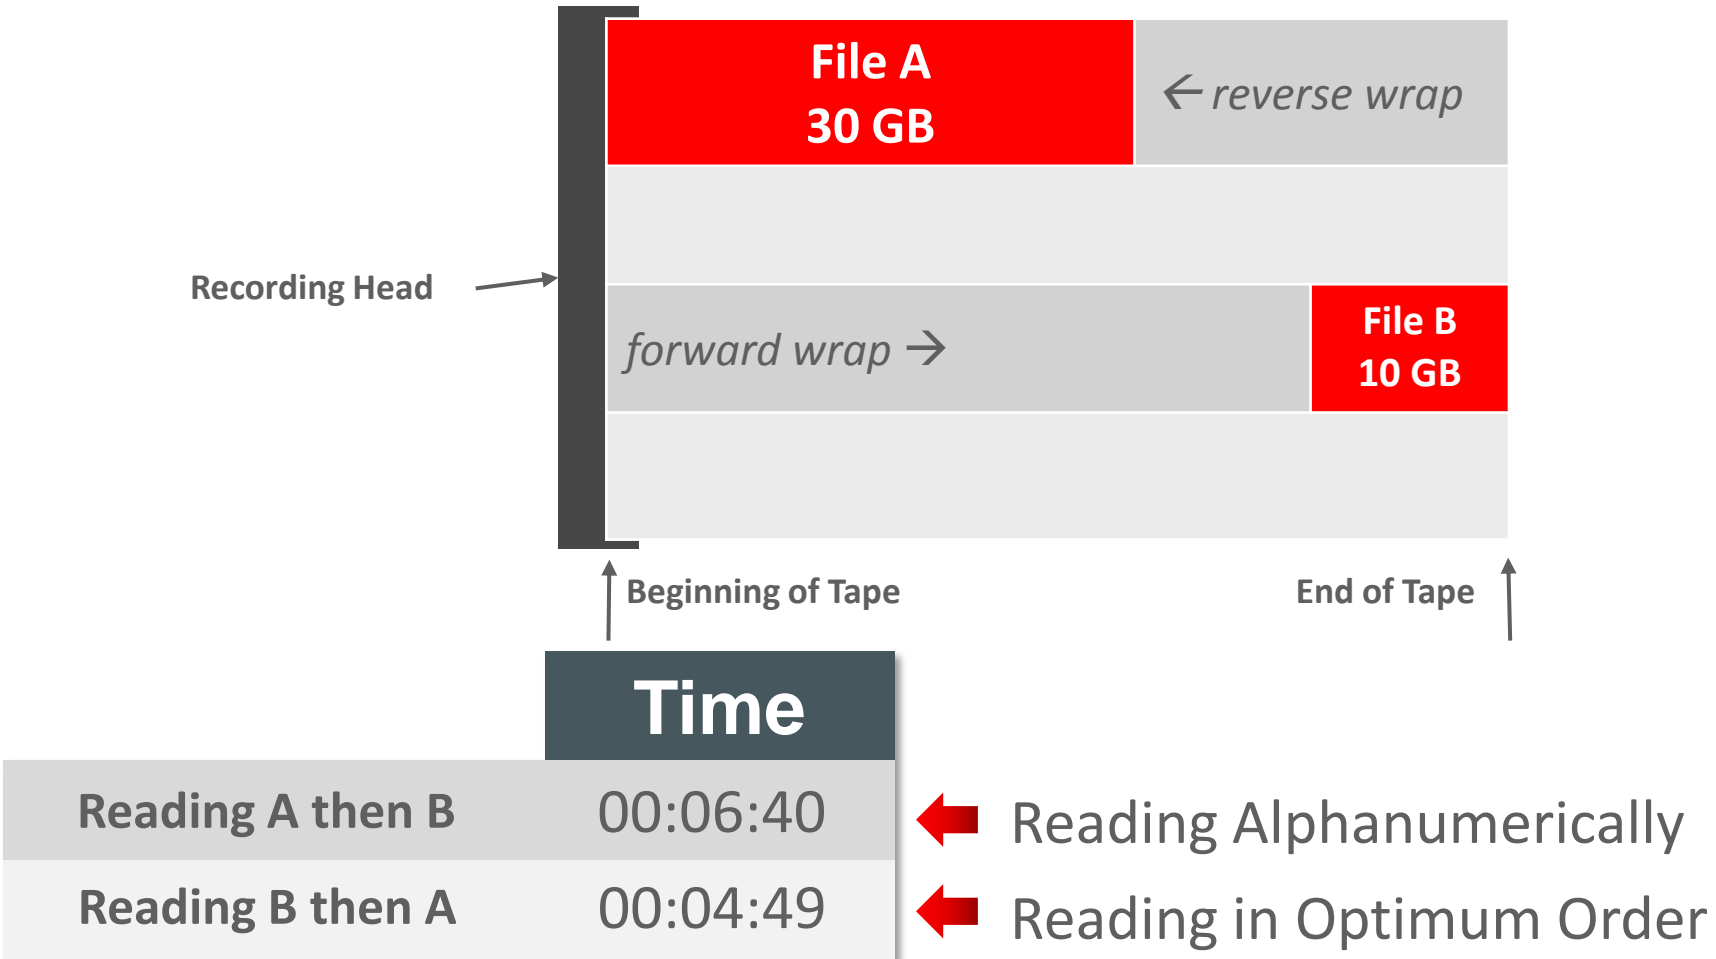 File A
30 GB
← reverse wrap
Recording Head
forward wrap →
File B
10 GB
Beginning of Tape
End of Tape
Time
Reading A then B 00:06:40 Reading Alphanumerically
Reading B then A 00:04:49 Reading in Optimum Order